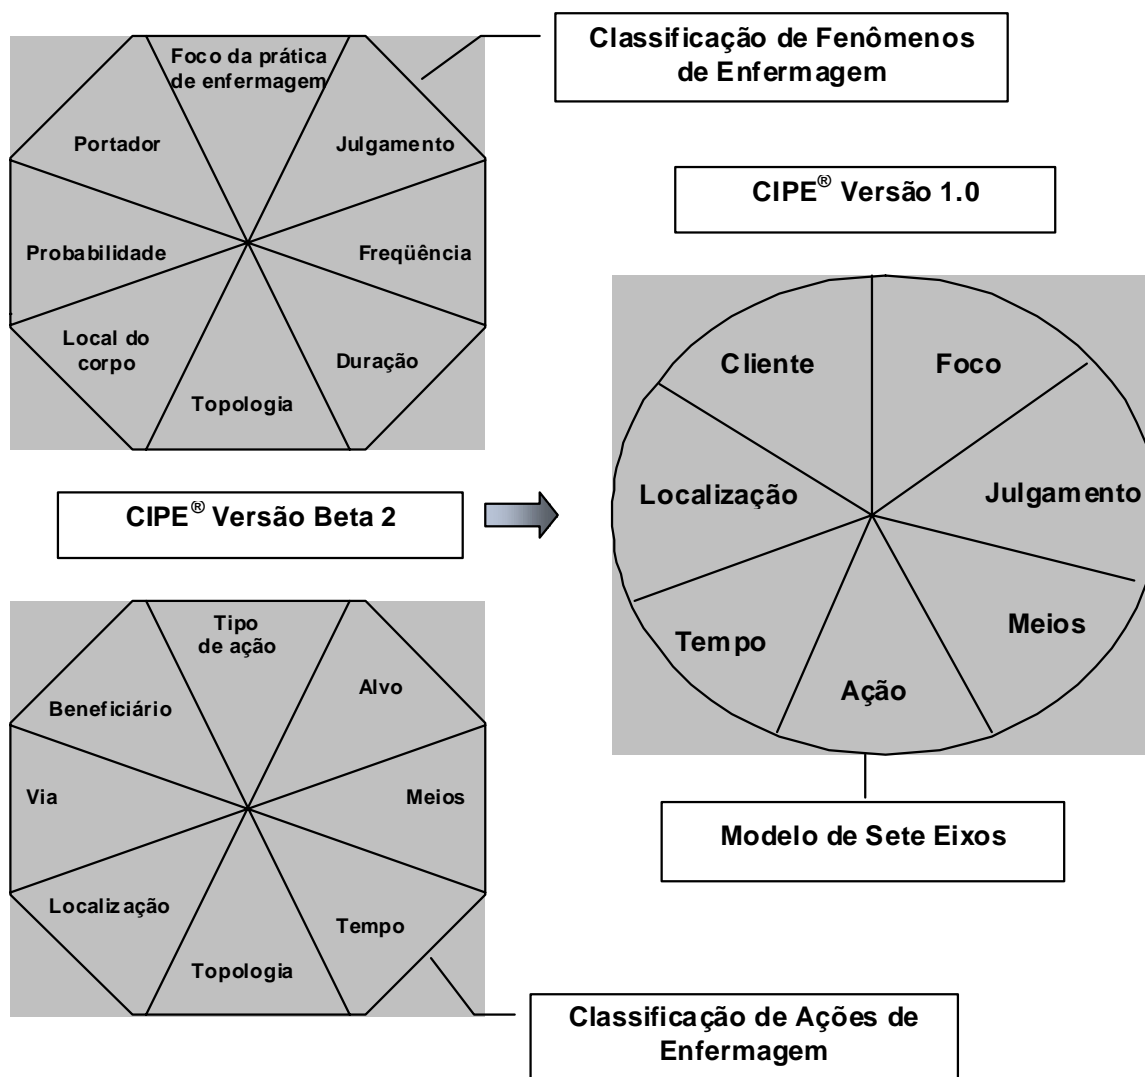 Classificação de Fenômenos
de Enfermagem
Foco da prática
de enfermagem
Portador
Julgamento
Probabilidade
Freqüência
Local do
corpo
Duração
Topologia
CIPE® Versão 1.0
Cliente
Foco
Localização
Julgamento
Tempo
Meios
Ação
CIPE® Versão Beta 2
Tipo
de ação
Beneficiário
Alvo
Via
Meios
Localização
Tempo
Topologia
Modelo de Sete Eixos
Classificação de Ações de
Enfermagem